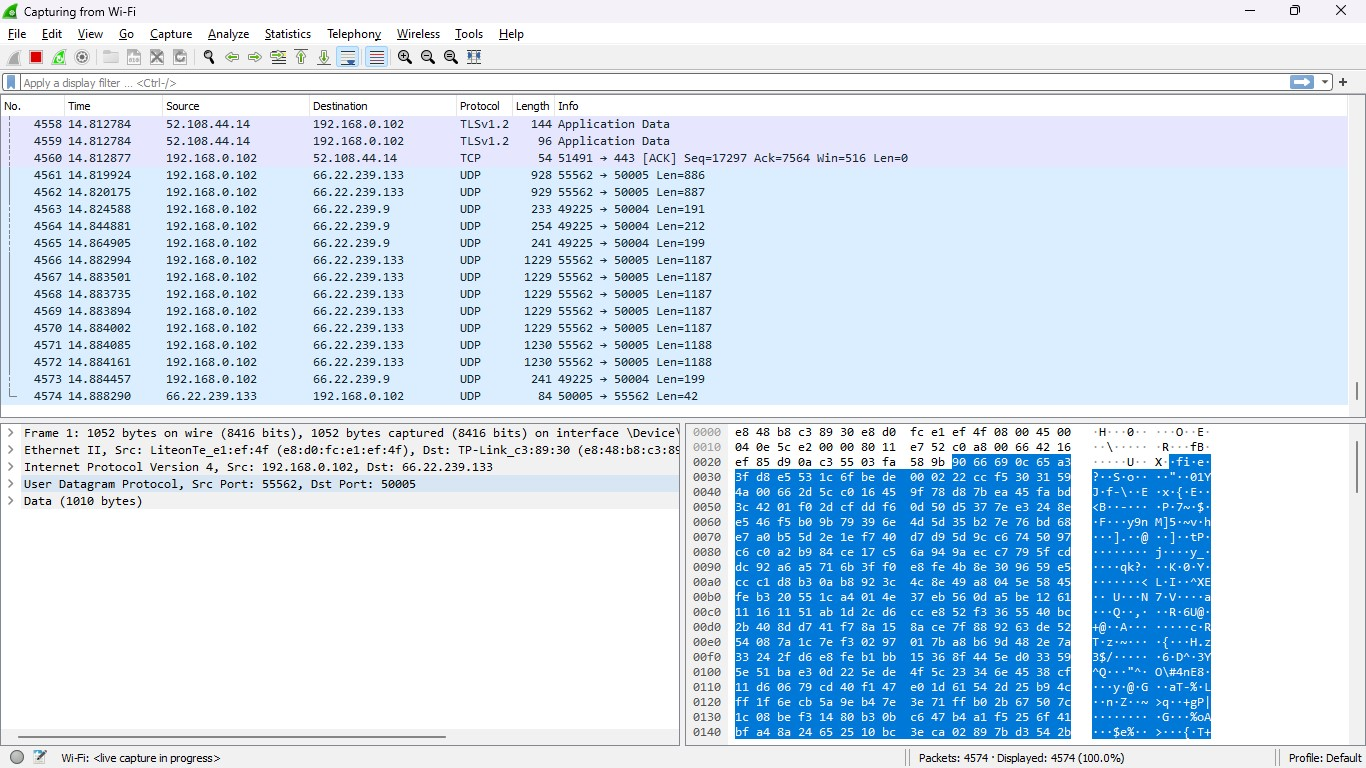 Capturing from Wi-Fi
File Edit View Go Capture Analyze Statistics Telephony Wireless Tools Help
Apply a display filter ... <Ctrl-/>
No. Time Source Destination Protocol Length Info
4558 14.812784 52.108.44.14 192.168.0.102 TLSv1.2 144 Application Data
4559 14.812784 52.108.44.14 192.168.0.102 TLSv1.2 96 Application Data
4560 14.812877 192.168.0.102 52.108.44.14 TCP 54 51491 → 443 [ACK] Seq=17297 Ack=7564 Win=516 Len=0
4561 14.819924 192.168.0.102 66.22.239.133 UDP 928 55562 → 50005 Len=886
4562 14.820175 192.168.0.102 66.22.239.133 UDP 929 55562 → 50005 Len=887
4563 14.824588 192.168.0.102 66.22.239.9 UDP 233 49225 → 50004 Len=191
4564 14.844881 192.168.0.102 66.22.239.9 UDP 254 49225 → 50004 Len=212
4565 14.864905 192.168.0.102 66.22.239.9 UDP 241 49225 → 50004 Len=199
4566 14.882994 192.168.0.102 66.22.239.133 UDP 1229 55562 → 50005 Len=1187
4567 14.883501 192.168.0.102 66.22.239.133 UDP 1229 55562 → 50005 Len=1187
4568 14.883735 192.168.0.102 66.22.239.133 UDP 1229 55562 → 50005 Len=1187
4569 14.883894 192.168.0.102 66.22.239.133 UDP 1229 55562 → 50005 Len=1187
4570 14.884002 192.168.0.102 66.22.239.133 UDP 1229 55562 → 50005 Len=1187
4571 14.884085 192.168.0.102 66.22.239.133 UDP 1230 55562 → 50005 Len=1188
4572 14.884161 192.168.0.102 66.22.239.133 UDP 1230 55562 → 50005 Len=1188
4573 14.884457 192.168.0.102 66.22.239.9 UDP 241 49225 → 50004 Len=199
4574 14.888290 66.22.239.133 192.168.0.102 UDP 84 50005 → 55562 Len=42
Frame 1: 1052 bytes on wire (8416 bits), 1052 bytes captured (8416 bits) on interface \Device\
Ethernet II, Src: LiteonTe_e1:ef:4f (e8:d0:fc:e1:ef:4f), Dst: TP-Link_c3:89:30 (e8:48:b8:c3:89
Internet Protocol Version 4, Src: 192.168.0.102, Dst: 66.22.239.133
User Datagram Protocol, Src Port: 55562, Dst Port: 50005
Data (1010 bytes)
0000 e8 48 b8 c3 89 30 e8 d0 fc e1 ef 4f 08 00 45 00 ·H···0·· ···O··E·
0010 04 0e 5c e2 00 00 80 11 e7 52 c0 a8 00 66 42 16 ··\····· ·R···fB·
0020 ef 85 d9 0a c3 55 03 fa 58 9b 90 66 69 0c 65 a3 ·····U·· X··fi·e·
0030 3f d8 e5 53 1c 6f be de 00 02 22 cc f5 30 31 59 ?··S·o·· ··"··01Y
0040 4a 00 66 2d 5c c0 16 45 9f 78 d8 7b ea 45 fa bd J·f-\··E ·x·{·E··
0050 3c 42 01 f0 2d cf dd f6 0d 50 d5 37 7e e3 24 8e <B··-··· ·P·7~·$·
0060 e5 46 f5 b0 9b 79 39 6e 4d 5d 35 b2 7e 76 bd 68 ·F···y9n M]5·~v·h
0070 e7 a0 b5 5d 2e 1e f7 40 d7 d9 5d 9c c6 74 50 97 ···].··@ ··]··tP·
0080 c6 c0 a2 b9 84 ce 17 c5 6a 94 9a ec c7 79 5f cd ········ j····y_·
0090 dc 92 a6 a5 71 6b 3f f0 e8 fe 4b 8e 30 96 59 e5 ····qk?· ··K·0·Y·
00a0 cc c1 d8 b3 0a b8 92 3c 4c 8e 49 a8 04 5e 58 45 ·······< L·I··^XE
00b0 fe b3 20 55 1c a4 01 4e 37 eb 56 0d a5 be 12 61 ·· U···N 7·V····a
00c0 11 16 11 51 ab 1d 2c d6 cc e8 52 f3 36 55 40 bc ···Q··,· ··R·6U@·
00d0 2b 40 8d d7 41 f7 8a 15 8a ce 7f 88 92 63 de 52 +@··A··· ·····c·R
00e0 54 08 7a 1c 7e f3 02 97 01 7b a8 b6 9d 48 2e 7a T·z·~··· ·{···H.z
00f0 33 24 2f d6 e8 fe b1 bb 15 36 8f 44 5e d0 33 59 3$/····· ·6·D^·3Y
0100 5e 51 ba e3 0d 22 5e de 4f 5c 23 34 6e 45 38 cf ^Q···"^· O\#4nE8·
0110 11 d6 06 79 cd 40 f1 47 e0 1d 61 54 2d 25 b9 4c ···y·@·G ··aT-%·L
0120 ff 1f 6e cb 5a 9e b4 7e 3e 71 ff b0 2b 67 50 7c ··n·Z··~ >q··+gP|
0130 1c 08 be f3 14 80 b3 0b c6 47 b4 a1 f5 25 6f 41 ········ ·G···%oA
0140 bf a4 8a 24 65 25 10 bc 3e ca 02 89 7b d3 54 2b ···$e%·· >···{·T+
Wi-Fi: <live capture in progress> Packets: 4574 · Displayed: 4574 (100.0%) Profile: Default